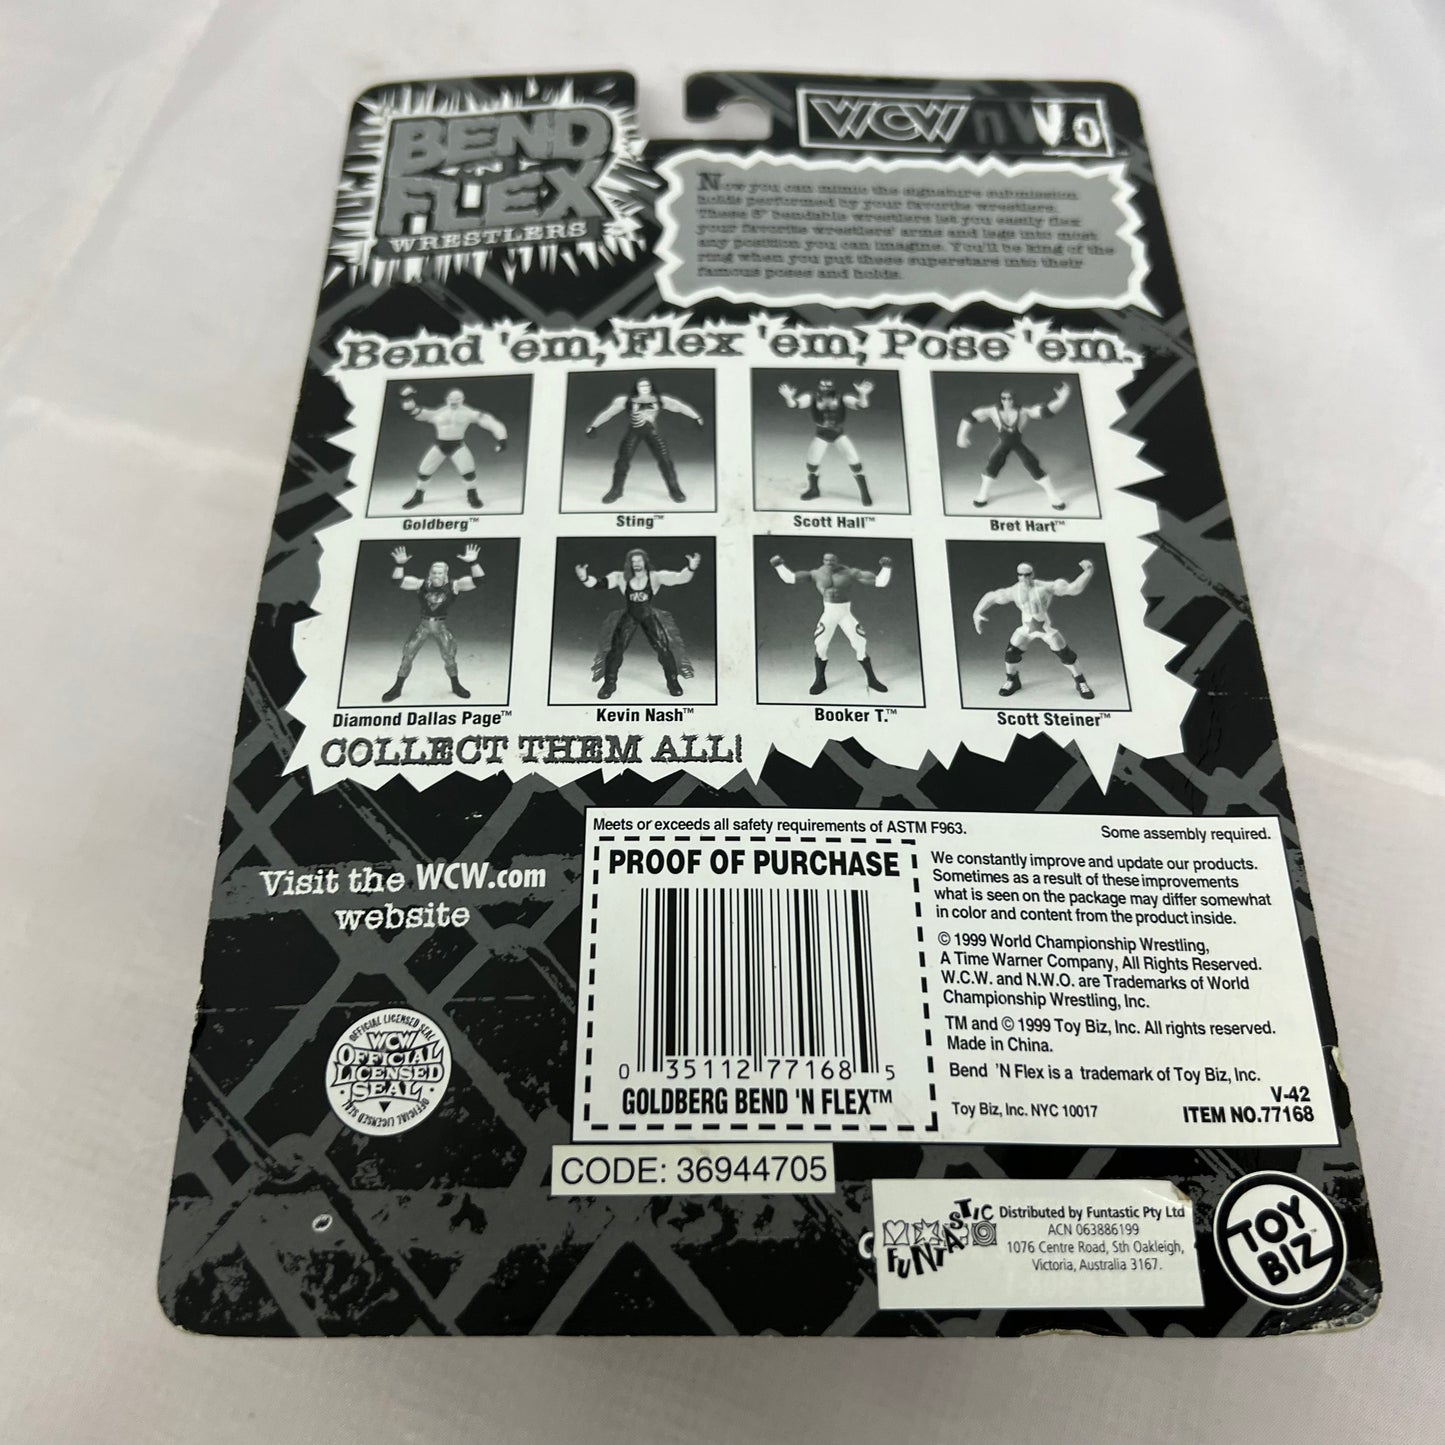 BEND
'N
FLEX
WRESTLERS
WCW nWo
Now you can mimic the signature submission
holds performed by your favorite wrestlers.
These 5" bendable wrestlers let you easily flex
your favorite wrestlers' arms and legs into most
any position you can imagine. You'll be king of the
ring when you put these superstars into their
famous poses and holds.
Bend 'em, Flex 'em, Pose 'em.
Goldberg™
Sting™
Scott Hall™
Bret Hart™
NASH
Diamond Dallas Page™
Kevin Nash™
Booker T.™
Scott Steiner™
COLLECT THEM ALL!
Visit the WCW.com
website
OFFICIAL LICENSED SEAL
WCW
OFFICIAL
LICENSED
SEAL
OFFICIAL LICENSED SEAL
Meets or exceeds all safety requirements of ASTM F963.
Some assembly required.
PROOF OF PURCHASE
0 35112 77168 5
GOLDBERG BEND 'N FLEX™
We constantly improve and update our products.
Sometimes as a result of these improvements
what is seen on the package may differ somewhat
in color and content from the product inside.
© 1999 World Championship Wrestling,
A Time Warner Company, All Rights Reserved.
W.C.W. and N.W.O. are Trademarks of World
Championship Wrestling, Inc.
TM and © 1999 Toy Biz, Inc. All rights reserved.
Made in China.
Bend 'N Flex is a trademark of Toy Biz, Inc.
Toy Biz, Inc. NYC 10017
V-42
ITEM NO.77168
CODE: 36944705
FUNTASTIC
Distributed by Funtastic Pty Ltd
ACN 063886199
1076 Centre Road, Sth Oakleigh,
Victoria, Australia 3167.
TOY
BIZ™